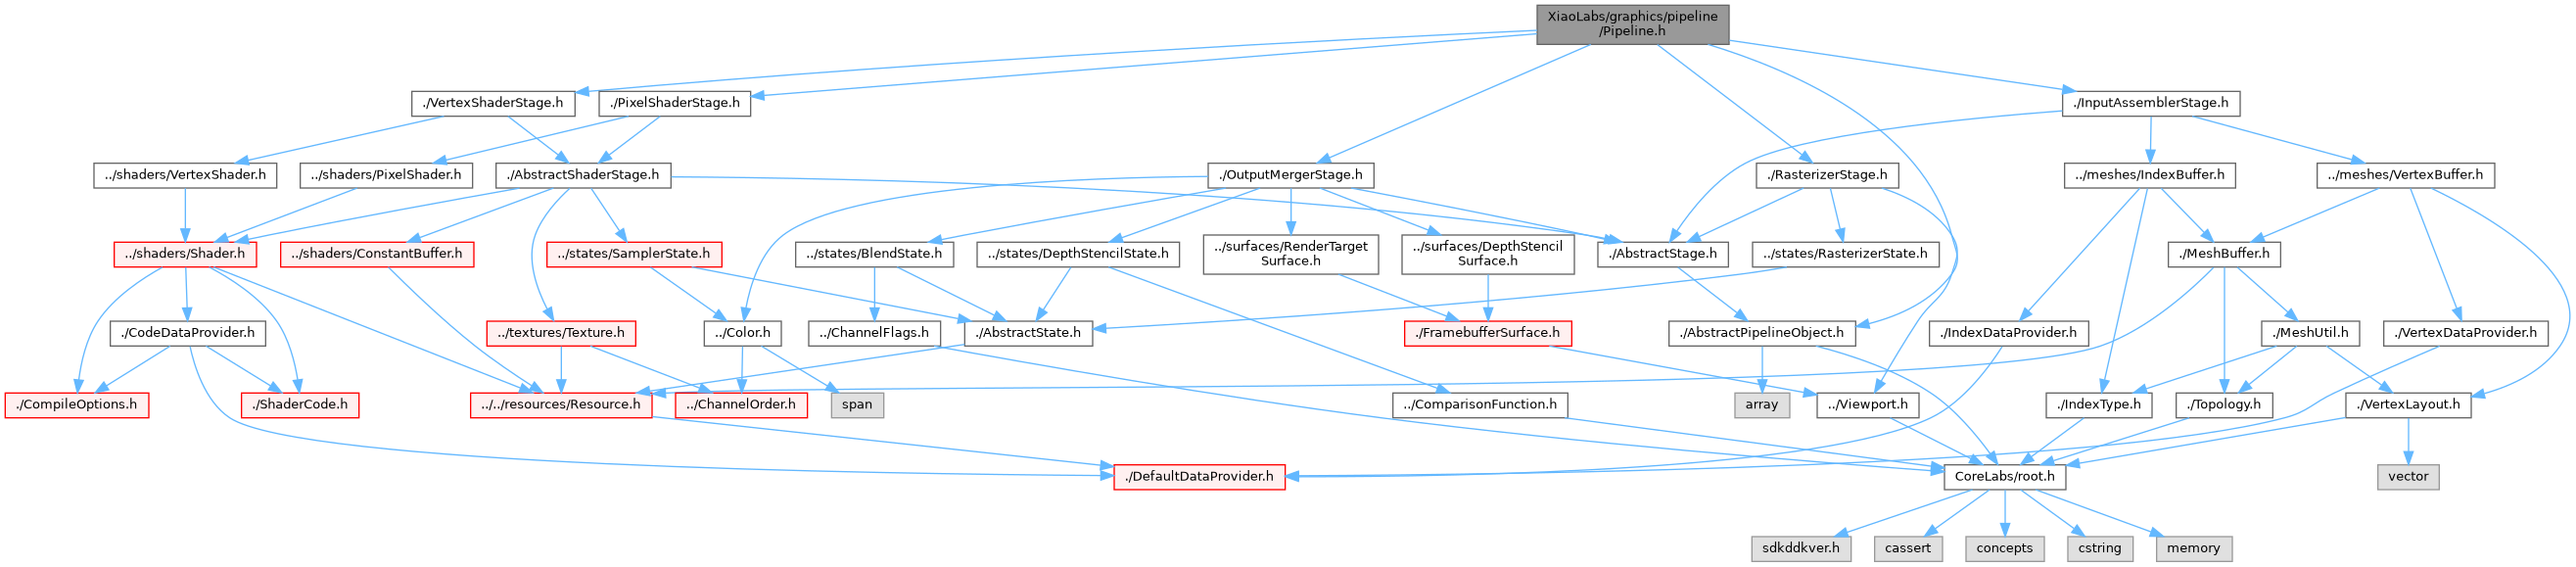 XiaoLabs/graphics/pipeline
/Pipeline.h
./VertexShaderStage.h
./PixelShaderStage.h
./InputAssemblerStage.h
../shaders/VertexShader.h
../shaders/PixelShader.h
./AbstractShaderStage.h
./OutputMergerStage.h
./RasterizerStage.h
../meshes/IndexBuffer.h
../meshes/VertexBuffer.h
../shaders/Shader.h
../shaders/ConstantBuffer.h
../states/SamplerState.h
../states/BlendState.h
../states/DepthStencilState.h
../surfaces/RenderTarget
Surface.h
../surfaces/DepthStencil
Surface.h
./AbstractStage.h
../states/RasterizerState.h
./MeshBuffer.h
./CodeDataProvider.h
../textures/Texture.h
../Color.h
../ChannelFlags.h
./AbstractState.h
./FramebufferSurface.h
./AbstractPipelineObject.h
./IndexDataProvider.h
./MeshUtil.h
./VertexDataProvider.h
./CompileOptions.h
./ShaderCode.h
../../resources/Resource.h
../ChannelOrder.h
span
../ComparisonFunction.h
array
../Viewport.h
./IndexType.h
./Topology.h
./VertexLayout.h
./DefaultDataProvider.h
CoreLabs/root.h
vector
sdkddkver.h
cassert
concepts
cstring
memory